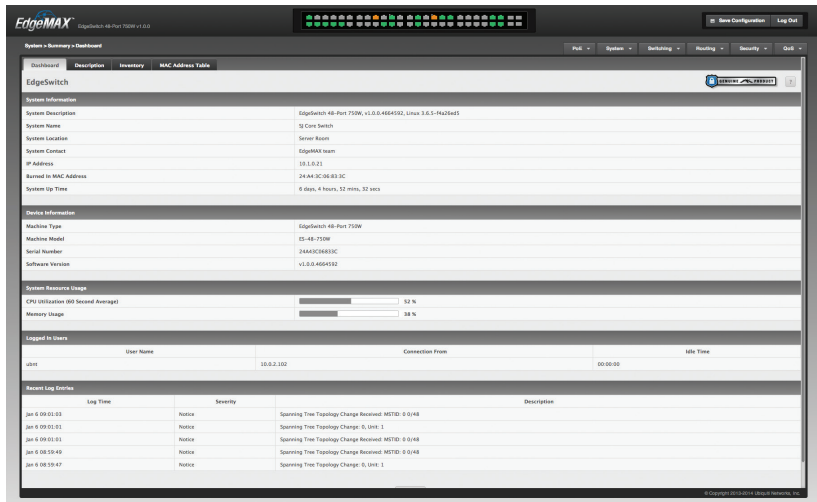 EdgeMAX EdgeSwitch 48-Port 750W v1.0.0
Save Configuration Log Out
System > Summary > Dashboard
PoE System Switching Routing Security QoS
Dashboard Description Inventory MAC Address Table
EdgeSwitch
GENUINE PRODUCT ?
System Information
System Description EdgeSwitch 48-Port 750W, v1.0.0.4664592, Linux 3.6.5-f4a26ed5
System Name SJ Core Switch
System Location Server Room
System Contact EdgeMAX team
IP Address 10.1.0.21
Burned In MAC Address 24:A4:3C:06:83:3C
System Up Time 6 days, 4 hours, 52 mins, 32 secs
Device Information
Machine Type EdgeSwitch 48-Port 750W
Machine Model ES-48-750W
Serial Number 24A43C06833C
Software Version v1.0.0.4664592
System Resource Usage
CPU Utilization (60 Second Average) 52 %
Memory Usage 38 %
Logged In Users
User Name Connection From Idle Time
ubnt 10.0.2.102 00:00:00
Recent Log Entries
Log Time Severity Description
Jan 6 09:01:03 Notice Spanning Tree Topology Change Received: MSTID: 0 0/48
Jan 6 09:01:01 Notice Spanning Tree Topology Change: 0, Unit: 1
Jan 6 09:01:01 Notice Spanning Tree Topology Change Received: MSTID: 0 0/48
Jan 6 08:59:49 Notice Spanning Tree Topology Change Received: MSTID: 0 0/48
Jan 6 08:59:47 Notice Spanning Tree Topology Change: 0, Unit: 1
© Copyright 2013-2014 Ubiquiti Networks, Inc.